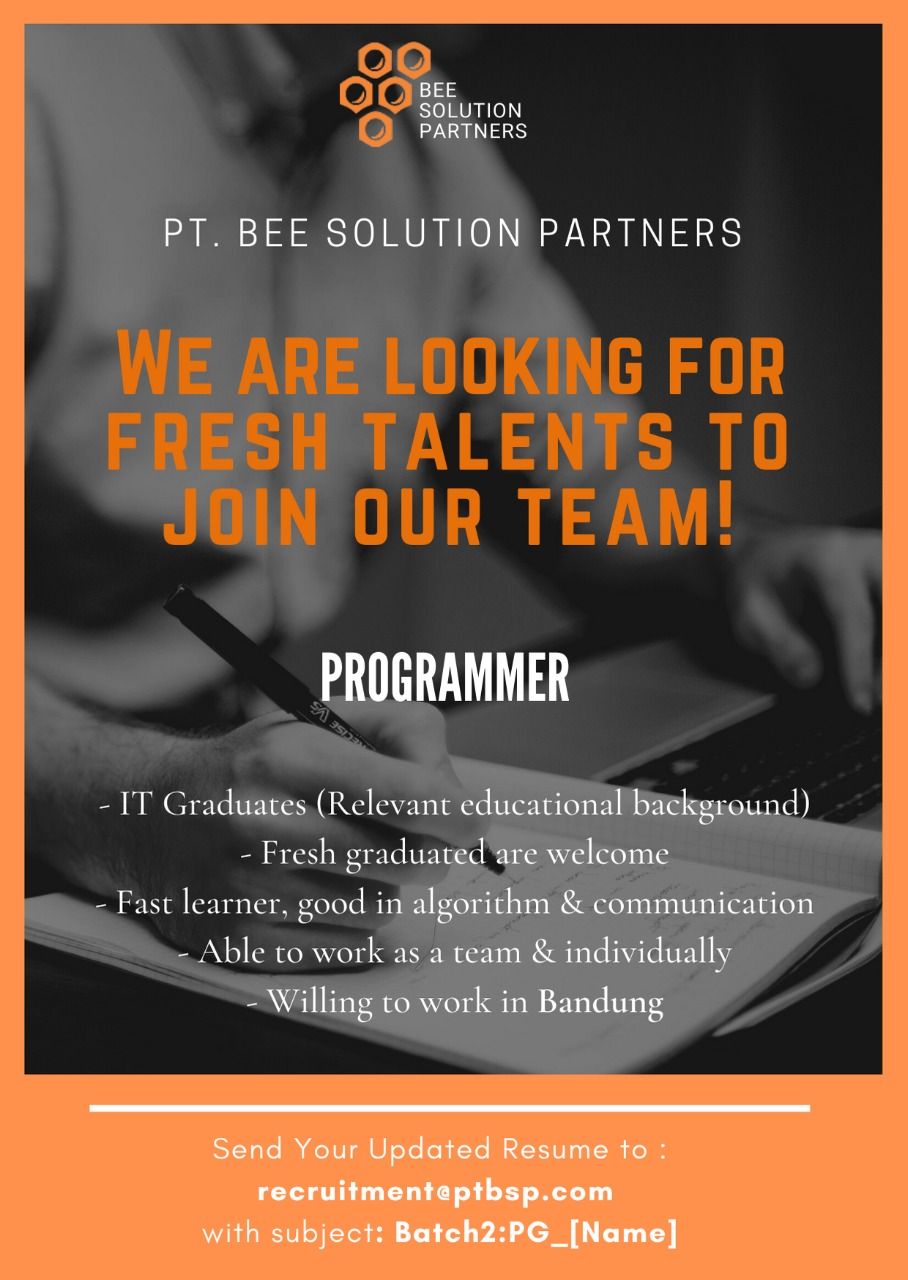 BEE
SOLUTION
PARTNERS
PT. BEE SOLUTION PARTNERS
WE ARE LOOKING FOR
FRESH TALENTS TO
JOIN OUR TEAM!
PROGRAMMER
- IT Graduates (Relevant educational background)
- Fresh graduated are welcome
- Fast learner, good in algorithm & communication
- Able to work as a team & individually
- Willing to work in Bandung
Send Your Updated Resume to :
recruitment@ptbsp.com
with subject: Batch2:PG_[Name]